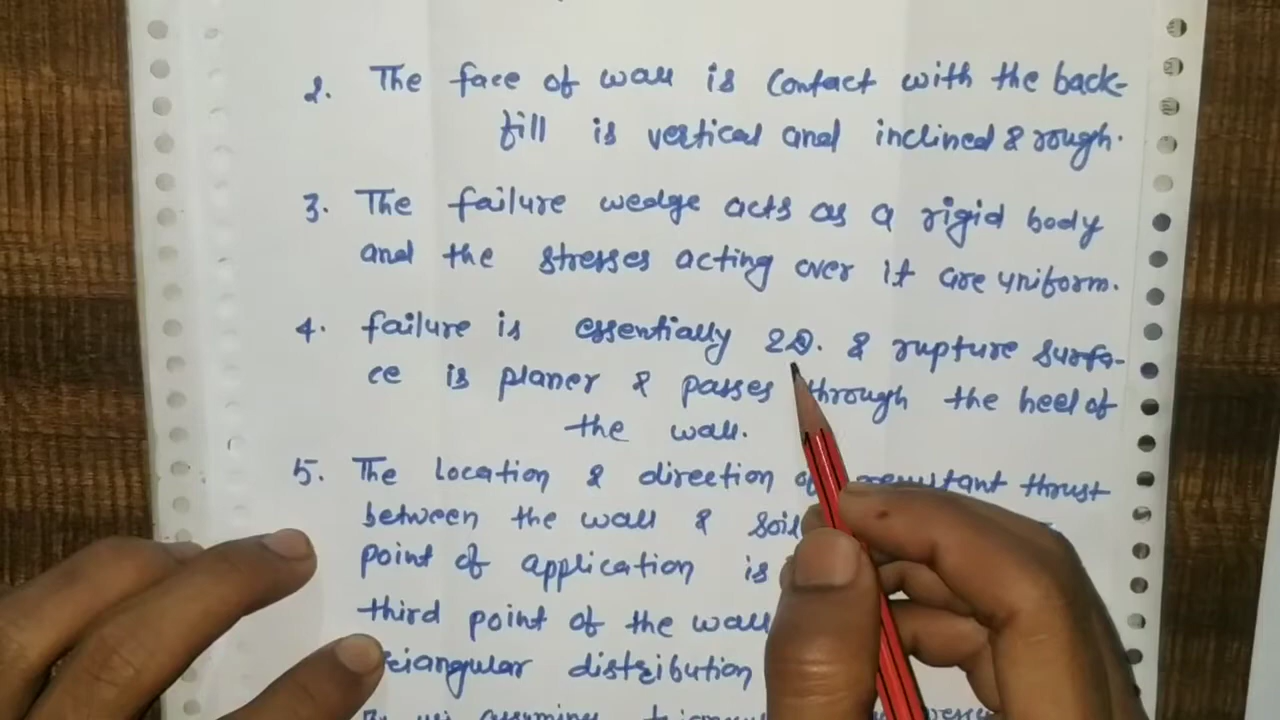 2. The face of wall is Contact with the back-
fill is vertical and inclined & rough.
3. The failure wedge acts as a rigid body
and the stresses acting over it are uniform.
4. failure is essentially 2D. & rupture surfa-
ce is planer & passes through the heel of
the wall.
5. The Location & direction of resultant thrust
between the wall & Soil
point of application is
third point of the wall
triangular distribution